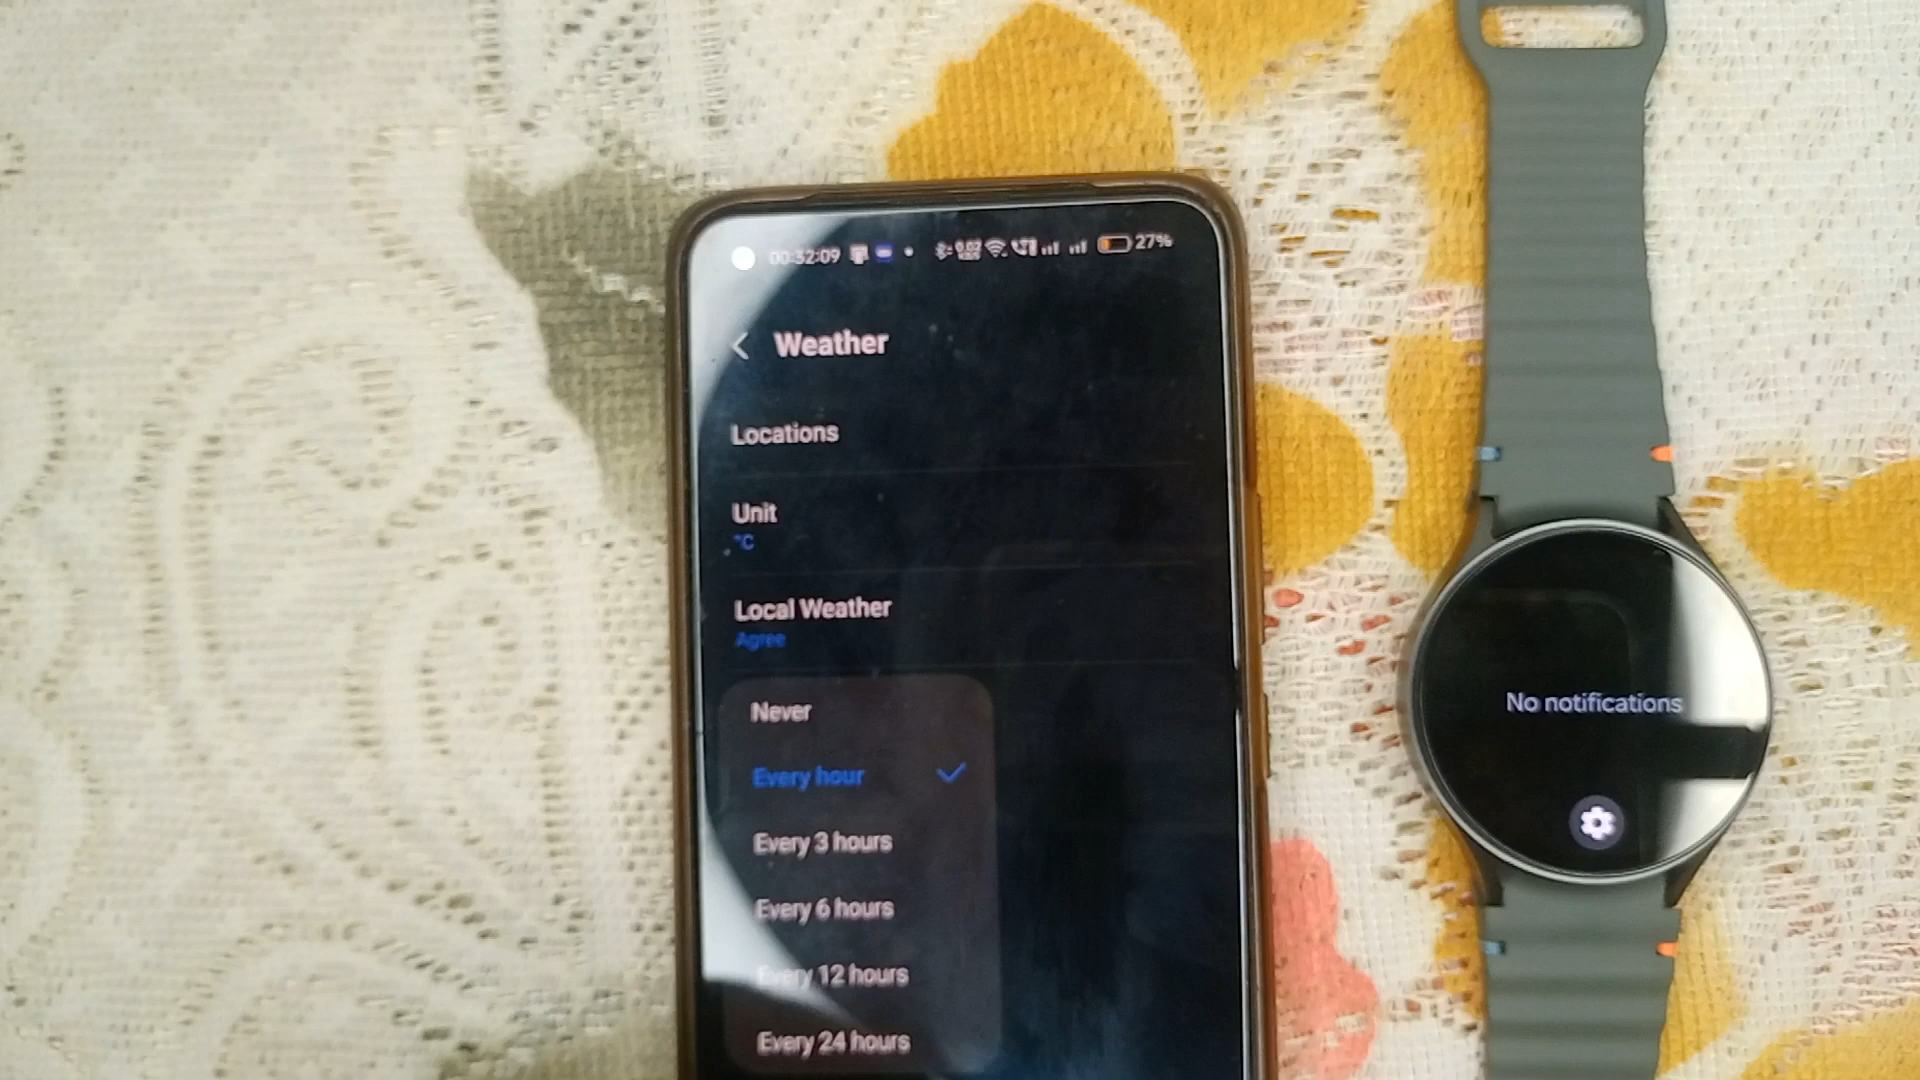 00:32:09
27%
Weather
Locations
Unit
°C
Local Weather
Agree
Never
Every hour
Every 3 hours
Every 6 hours
Every 12 hours
Every 24 hours
No notifications